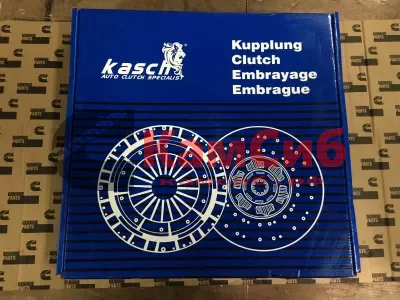 kasch
AUTO CLUTCH SPECIALIST
Kupplung
Clutch
Embrayage
Embrague
КамСиб